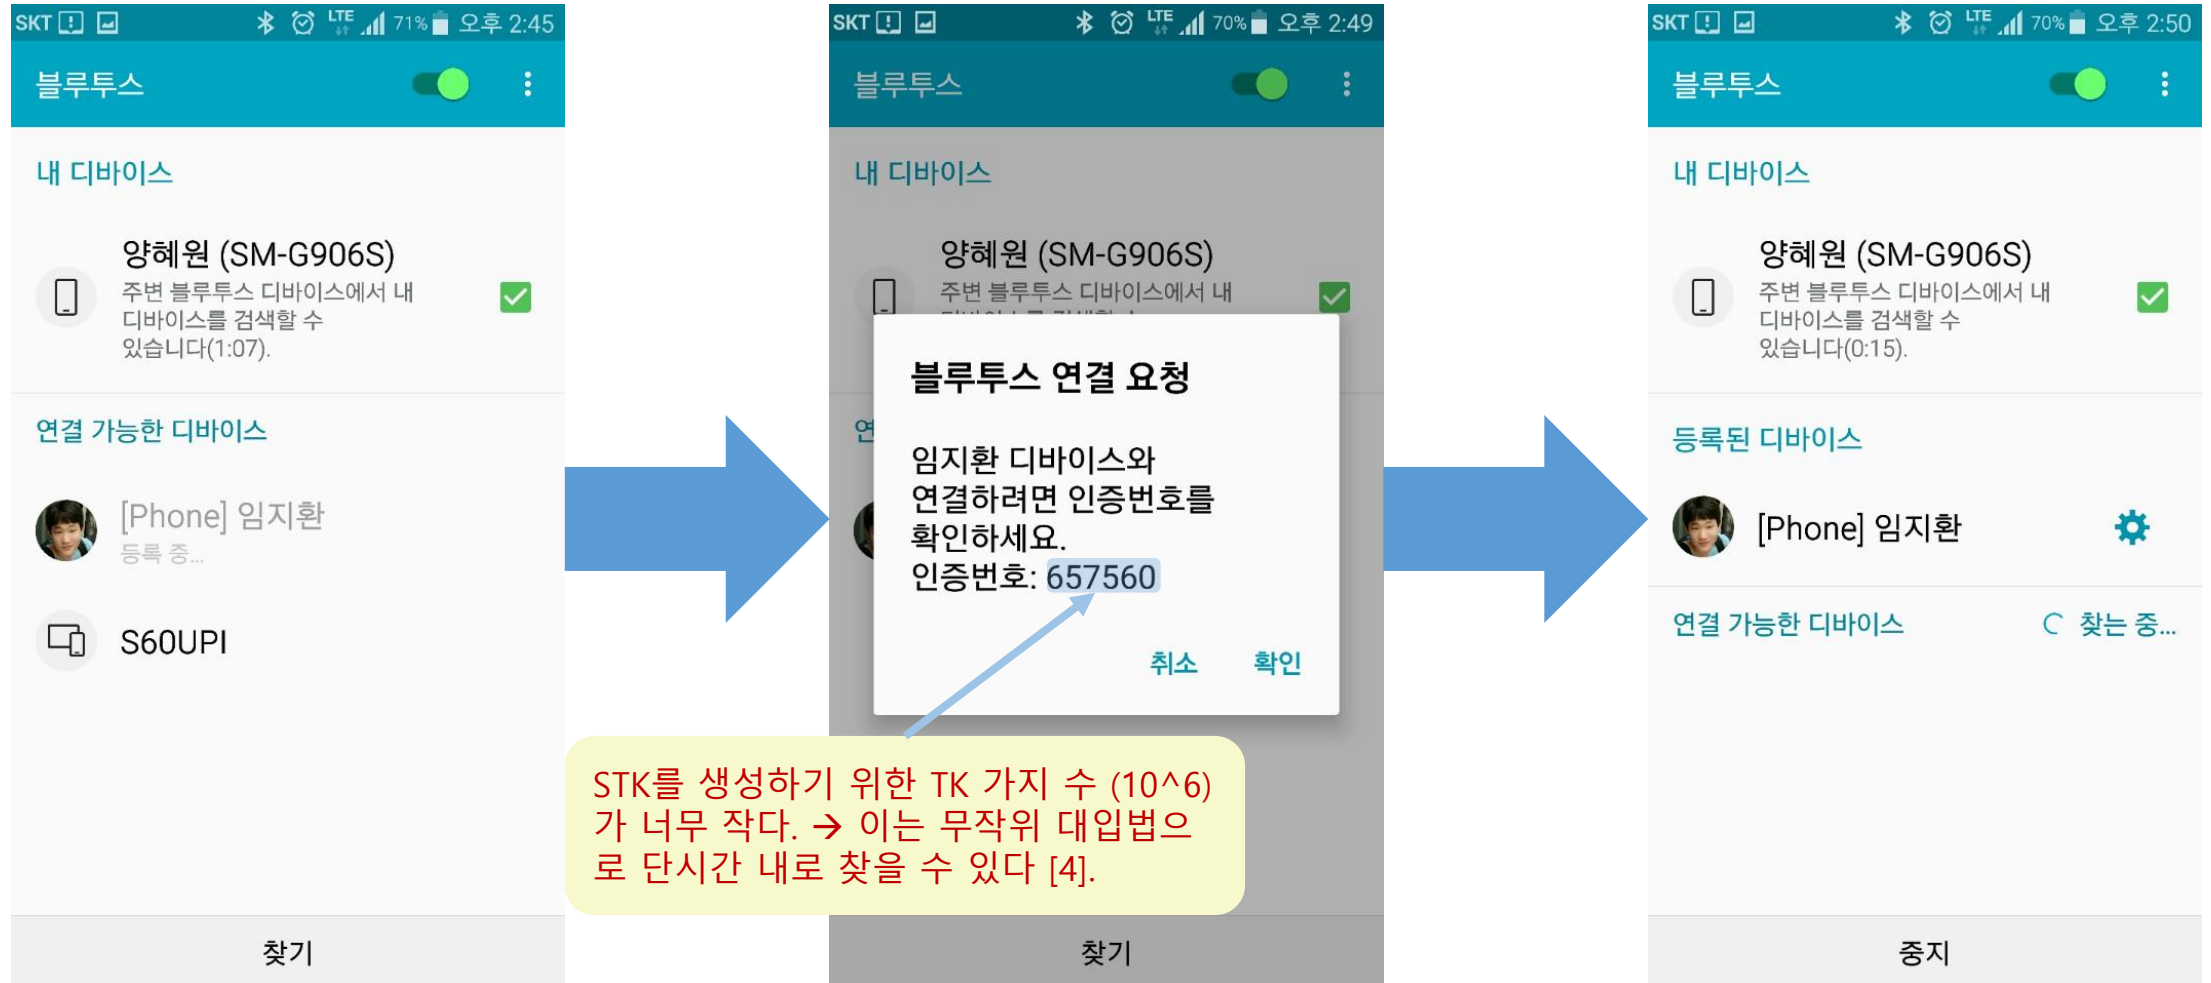 SKT 71% 오후 2:45
LTE
블루투스
내 디바이스
양혜원 (SM-G906S)
주변 블루투스 디바이스에서 내
디바이스를 검색할 수
있습니다(1:07).
연결 가능한 디바이스
[Phone] 임지환
등록 중...
S60UPI
찾기
SKT 70% 오후 2:49
LTE
블루투스
내 디바이스
양혜원 (SM-G906S)
주변 블루투스 디바이스에서 내
블루투스 연결 요청
임지환 디바이스와
연결하려면 인증번호를
확인하세요.
인증번호: 657560
취소 확인
STK를 생성하기 위한 TK 가지 수 (10^6)
가 너무 작다. → 이는 무작위 대입법으
로 단시간 내로 찾을 수 있다 [4].
찾기
SKT 70% 오후 2:50
LTE
블루투스
내 디바이스
양혜원 (SM-G906S)
주변 블루투스 디바이스에서 내
디바이스를 검색할 수
있습니다(0:15).
등록된 디바이스
[Phone] 임지환
연결 가능한 디바이스 찾는 중...
중지